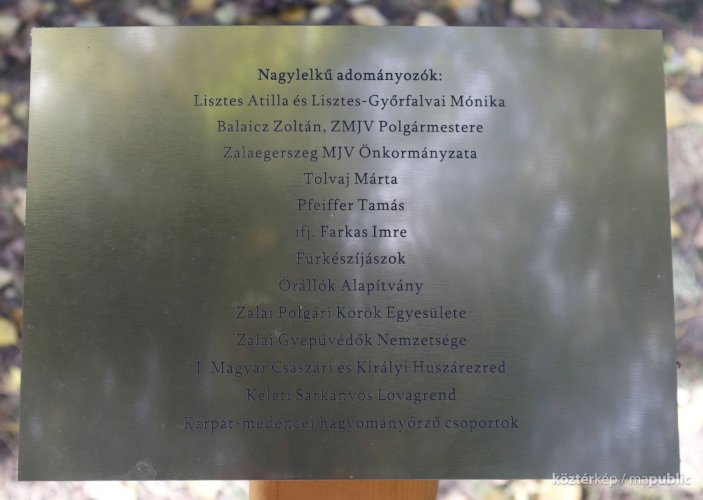 Nagylelkű adományozók:
Lisztes Atilla és Lisztes-Győrfalvai Mónika
Balaicz Zoltán, ZMJV Polgármestere
Zalaegerszeg MJV Önkormányzata
Tolvaj Márta
Pfeiffer Tamás
ifj. Farkas Imre
Fürkészíjászok
Őrállók Alapítvány
Zalai Polgári Körök Egyesülete
Zalai Gyepüvédők Nemzetsége
I. Magyar Császári és Királyi Huszárezred
Keleti Sárkányos Lovagrend
Kárpát-medencei hagyományőrző csoportok
köztérkép / mapublic